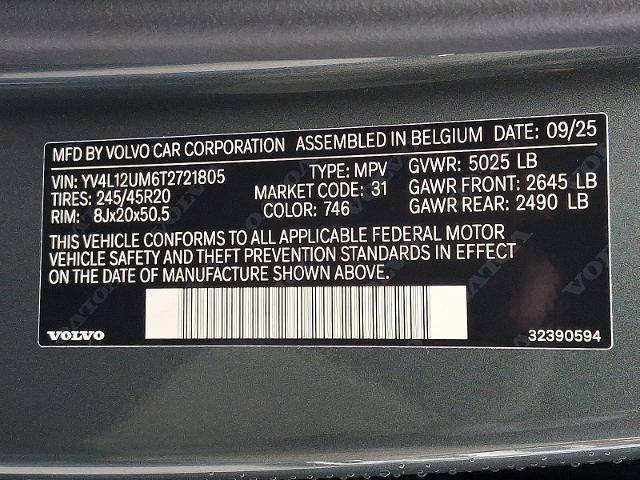 MFD BY VOLVO CAR CORPORATION ASSEMBLED IN BELGIUM DATE: 09/25
VIN: YV4L12UM6T2721805 TYPE: MPV GVWR: 5025 LB
TIRES: 245/45R20 MARKET CODE: 31 GAWR FRONT: 2645 LB
RIM: 8Jx20x50.5 COLOR: 746 GAWR REAR: 2490 LB
THIS VEHICLE CONFORMS TO ALL APPLICABLE FEDERAL MOTOR
VEHICLE SAFETY AND THEFT PREVENTION STANDARDS IN EFFECT
ON THE DATE OF MANUFACTURE SHOWN ABOVE.
VOLVO 32390594